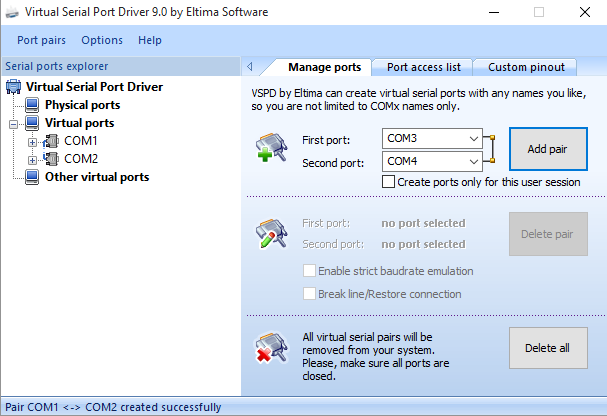 Virtual Serial Port Driver 9.0 by Eltima Software
Port pairs Options Help
Serial ports explorer
Virtual Serial Port Driver
Physical ports
Virtual ports
COM1
COM2
Other virtual ports
Manage ports Port access list Custom pinout
VSPD by Eltima can create virtual serial ports with any names you like,
so you are not limited to COMx names only.
First port: COM3
Second port: COM4
Add pair
Create ports only for this user session
First port: no port selected
Second port: no port selected
Delete pair
Enable strict baudrate emulation
Break line/Restore connection
All virtual serial pairs will be
removed from your system.
Please, make sure all ports are
closed.
Delete all
Pair COM1 <-> COM2 created successfully